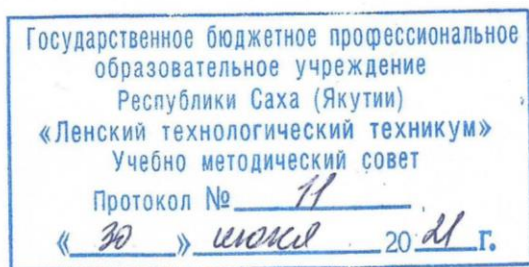 Государственное бюджетное профессиональное
образовательное учреждение
Республики Саха (Якутии)
«Ленский технологический техникум»
Учебно методический совет
Протокол № 11
« 30 » июня 20 21 г.